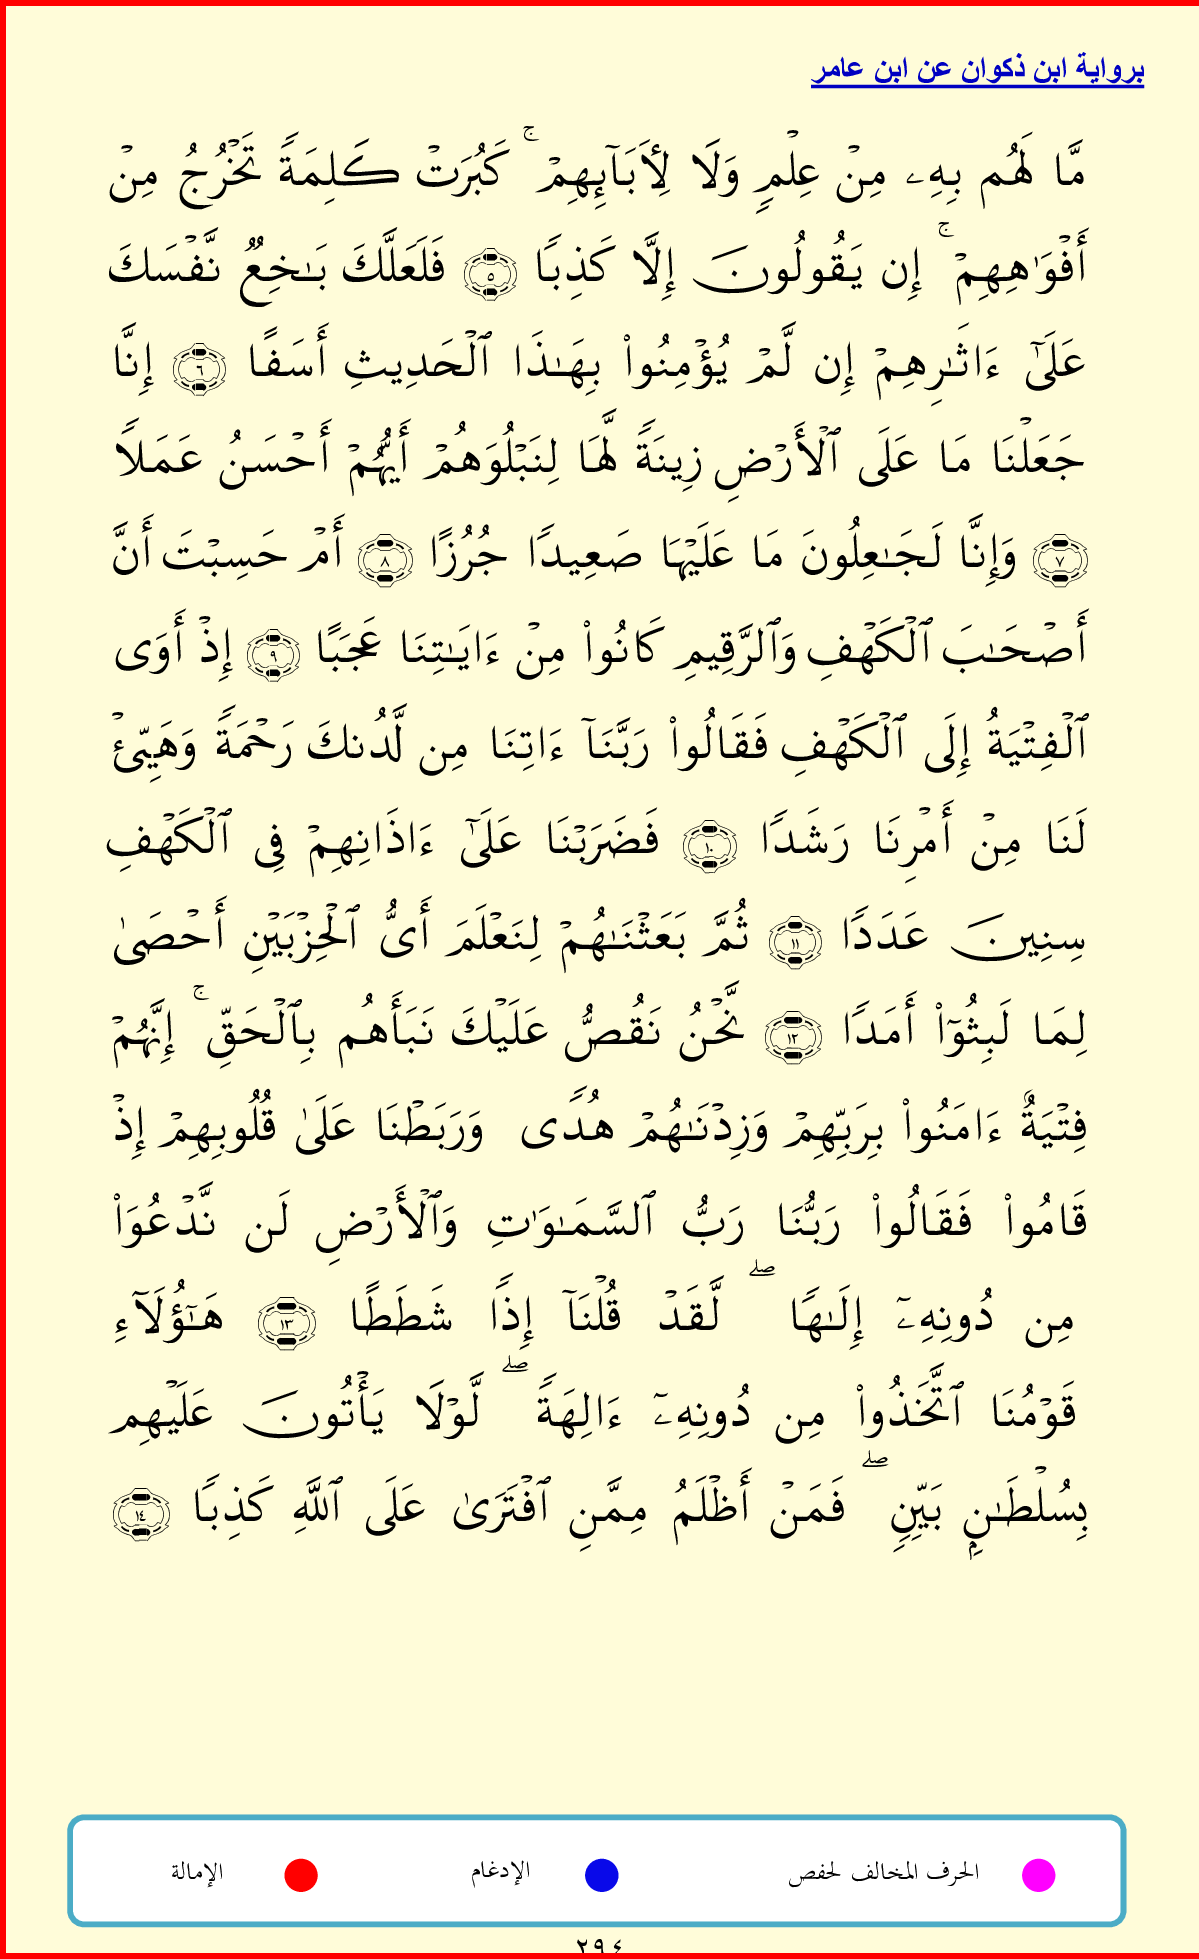 برواية ابن ذكوان عن ابن عامر
مَّا لَهُم بِهِۦ مِنۡ عِلۡمٖ وَلَا لِأٓبَآئِهِمۡۚ كَبُرَتۡ كَلِمَةٗ تَخۡرُجُ مِنۡ
أَفۡوَٰهِهِمۡۚ إِن يَقُولُونَ إِلَّا كَذِبٗا ٥ فَلَعَلَّكَ بَٰخِعٞ نَّفۡسَكَ
عَلَىٰٓ ءَاثَٰرِهِمۡ إِن لَّمۡ يُؤۡمِنُواْ بِهَٰذَا ٱلۡحَدِيثِ أَسَفًا ٦ إِنَّا
جَعَلۡنَا مَا عَلَى ٱلۡأَرۡضِ زِينَةٗ لَّهَا لِنَبۡلُوَهُمۡ أَيُّهُمۡ أَحۡسَنُ عَمَلٗا
٧ وَإِنَّا لَجَٰعِلُونَ مَا عَلَيۡهَا صَعِيدٗا جُرُزًا ٨ أَمۡ حَسِبۡتَ أَنَّ
أَصۡحَٰبَ ٱلۡكَهۡفِ وَٱلرَّقِيمِ كَانُواْ مِنۡ ءَايَٰتِنَا عَجَبًا ٩ إِذۡ أَوَى
ٱلۡفِتۡيَةُ إِلَى ٱلۡكَهۡفِ فَقَالُواْ رَبَّنَآ ءَاتِنَا مِن لَّدُنكَ رَحۡمَةٗ وَهَيِّئۡ
لَنَا مِنۡ أَمۡرِنَا رَشَدٗا ١٠ فَضَرَبۡنَا عَلَىٰٓ ءَاذَانِهِمۡ فِي ٱلۡكَهۡفِ
سِنِينَ عَدَدٗا ١١ ثُمَّ بَعَثۡنَٰهُمۡ لِنَعۡلَمَ أَيُّ ٱلۡحِزۡبَيۡنِ أَحۡصَىٰ
لِمَا لَبِثُوٓاْ أَمَدٗا ١٢ نَّحۡنُ نَقُصُّ عَلَيۡكَ نَبَأَهُم بِٱلۡحَقِّۚ إِنَّهُمۡ
فِتۡيَةٌ ءَامَنُواْ بِرَبِّهِمۡ وَزِدۡنَٰهُمۡ هُدٗى وَرَبَطۡنَا عَلَىٰ قُلُوبِهِمۡ إِذۡ
قَامُواْ فَقَالُواْ رَبُّنَا رَبُّ ٱلسَّمَٰوَٰتِ وَٱلۡأَرۡضِ لَن نَّدۡعُوَاْ
مِن دُونِهِۦٓ إِلَٰهٗاۖ لَّقَدۡ قُلۡنَآ إِذٗا شَطَطًا ١٣ هَٰٓؤُلَآءِ
قَوۡمُنَا ٱتَّخَذُواْ مِن دُونِهِۦٓ ءَالِهَةٗۖ لَّوۡلَا يَأۡتُونَ عَلَيۡهِم
بِسُلۡطَٰنِۭ بَيِّنٖۖ فَمَنۡ أَظۡلَمُ مِمَّنِ ٱفۡتَرَىٰ عَلَى ٱللَّهِ كَذِبٗا ١٤
الحرف المخالف لحفص الإدغام الإمالة
٢٩٤